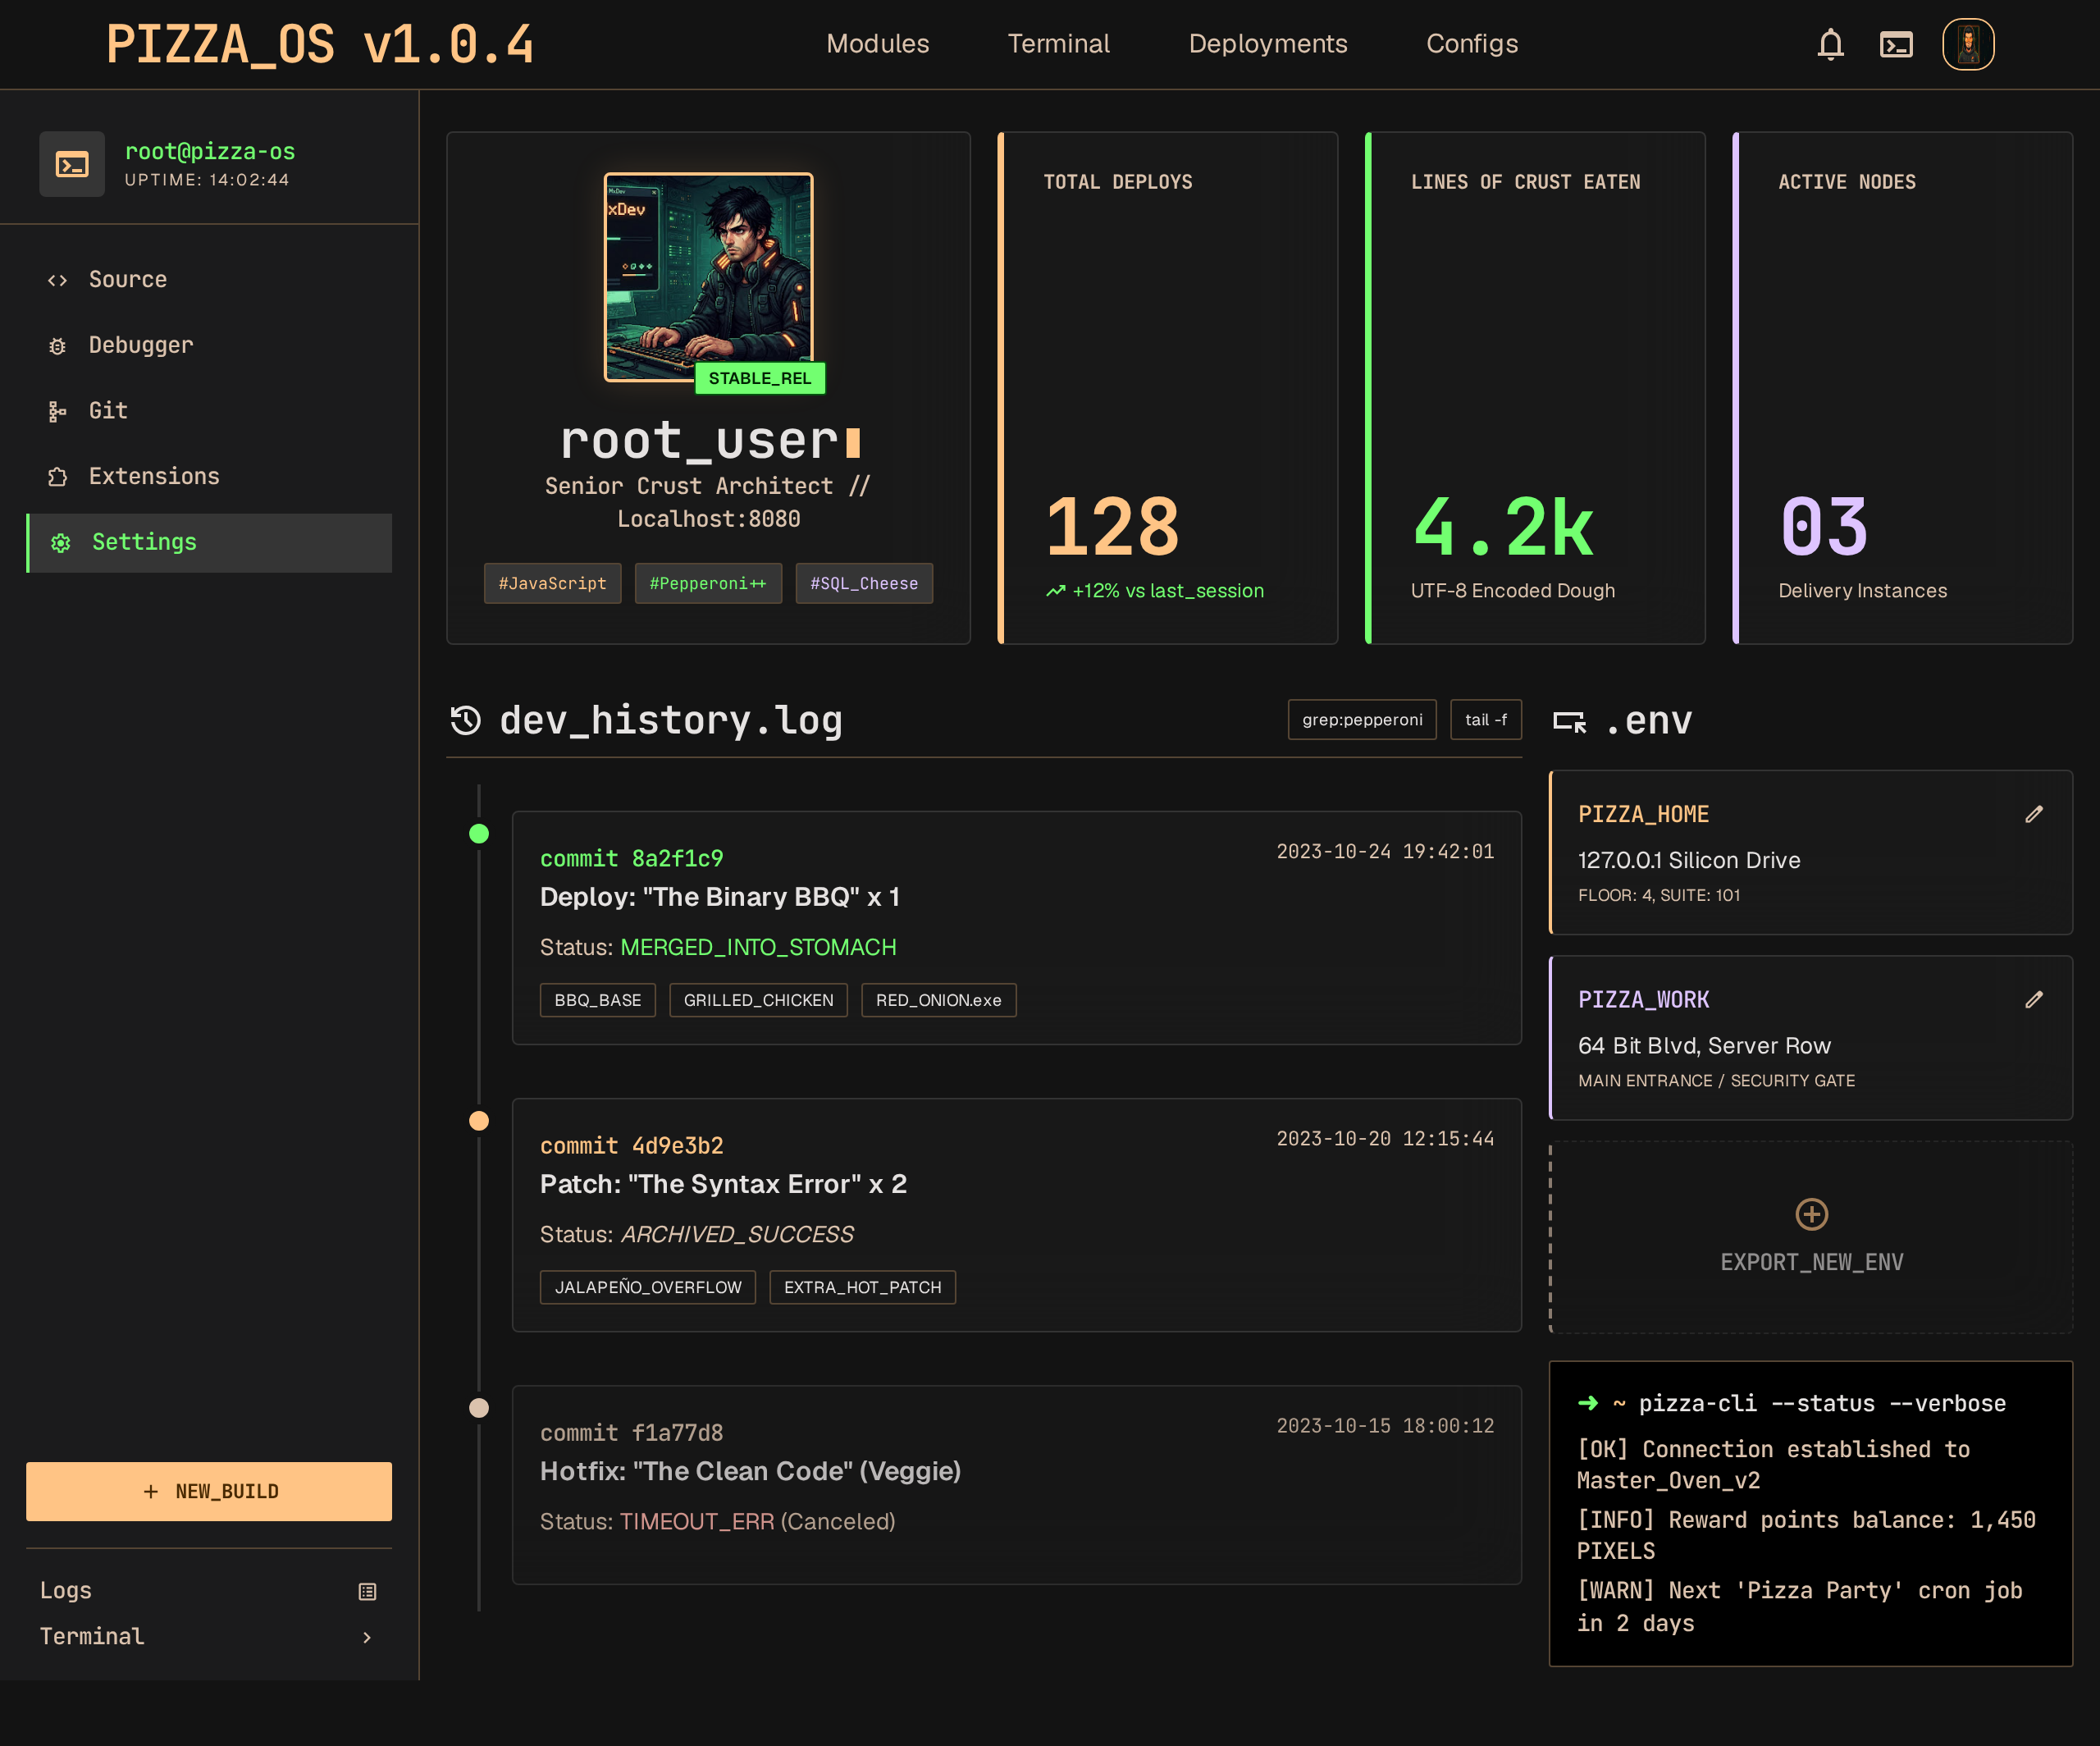 PIZZA_OS v1.0.4
Modules
Terminal
Deployments
Configs
root@pizza-os
UPTIME: 14:02:44
Source
Debugger
Git
Extensions
Settings
NEW_BUILD
Logs
Terminal
xDev
STABLE_REL
root_user
Senior Crust Architect //
Localhost:8080
#JavaScript
#Pepperoni++
#SQL_Cheese
TOTAL DEPLOYS
128
+12% vs last_session
LINES OF CRUST EATEN
4.2k
UTF-8 Encoded Dough
ACTIVE NODES
03
Delivery Instances
dev_history.log
grep:pepperoni
tail -f
commit 8a2f1c9
2023-10-24 19:42:01
Deploy: "The Binary BBQ" x 1
Status: MERGED_INTO_STOMACH
BBQ_BASE
GRILLED_CHICKEN
RED_ONION.exe
commit 4d9e3b2
2023-10-20 12:15:44
Patch: "The Syntax Error" x 2
Status: ARCHIVED_SUCCESS
JALAPEÑO_OVERFLOW
EXTRA_HOT_PATCH
commit f1a77d8
2023-10-15 18:00:12
Hotfix: "The Clean Code" (Veggie)
Status: TIMEOUT_ERR (Canceled)
.env
PIZZA_HOME
127.0.0.1 Silicon Drive
FLOOR: 4, SUITE: 101
PIZZA_WORK
64 Bit Blvd, Server Row
MAIN ENTRANCE / SECURITY GATE
EXPORT_NEW_ENV
➜ ~ pizza-cli --status --verbose
[OK] Connection established to
Master_Oven_v2
[INFO] Reward points balance: 1,450
PIXELS
[WARN] Next 'Pizza Party' cron job
in 2 days